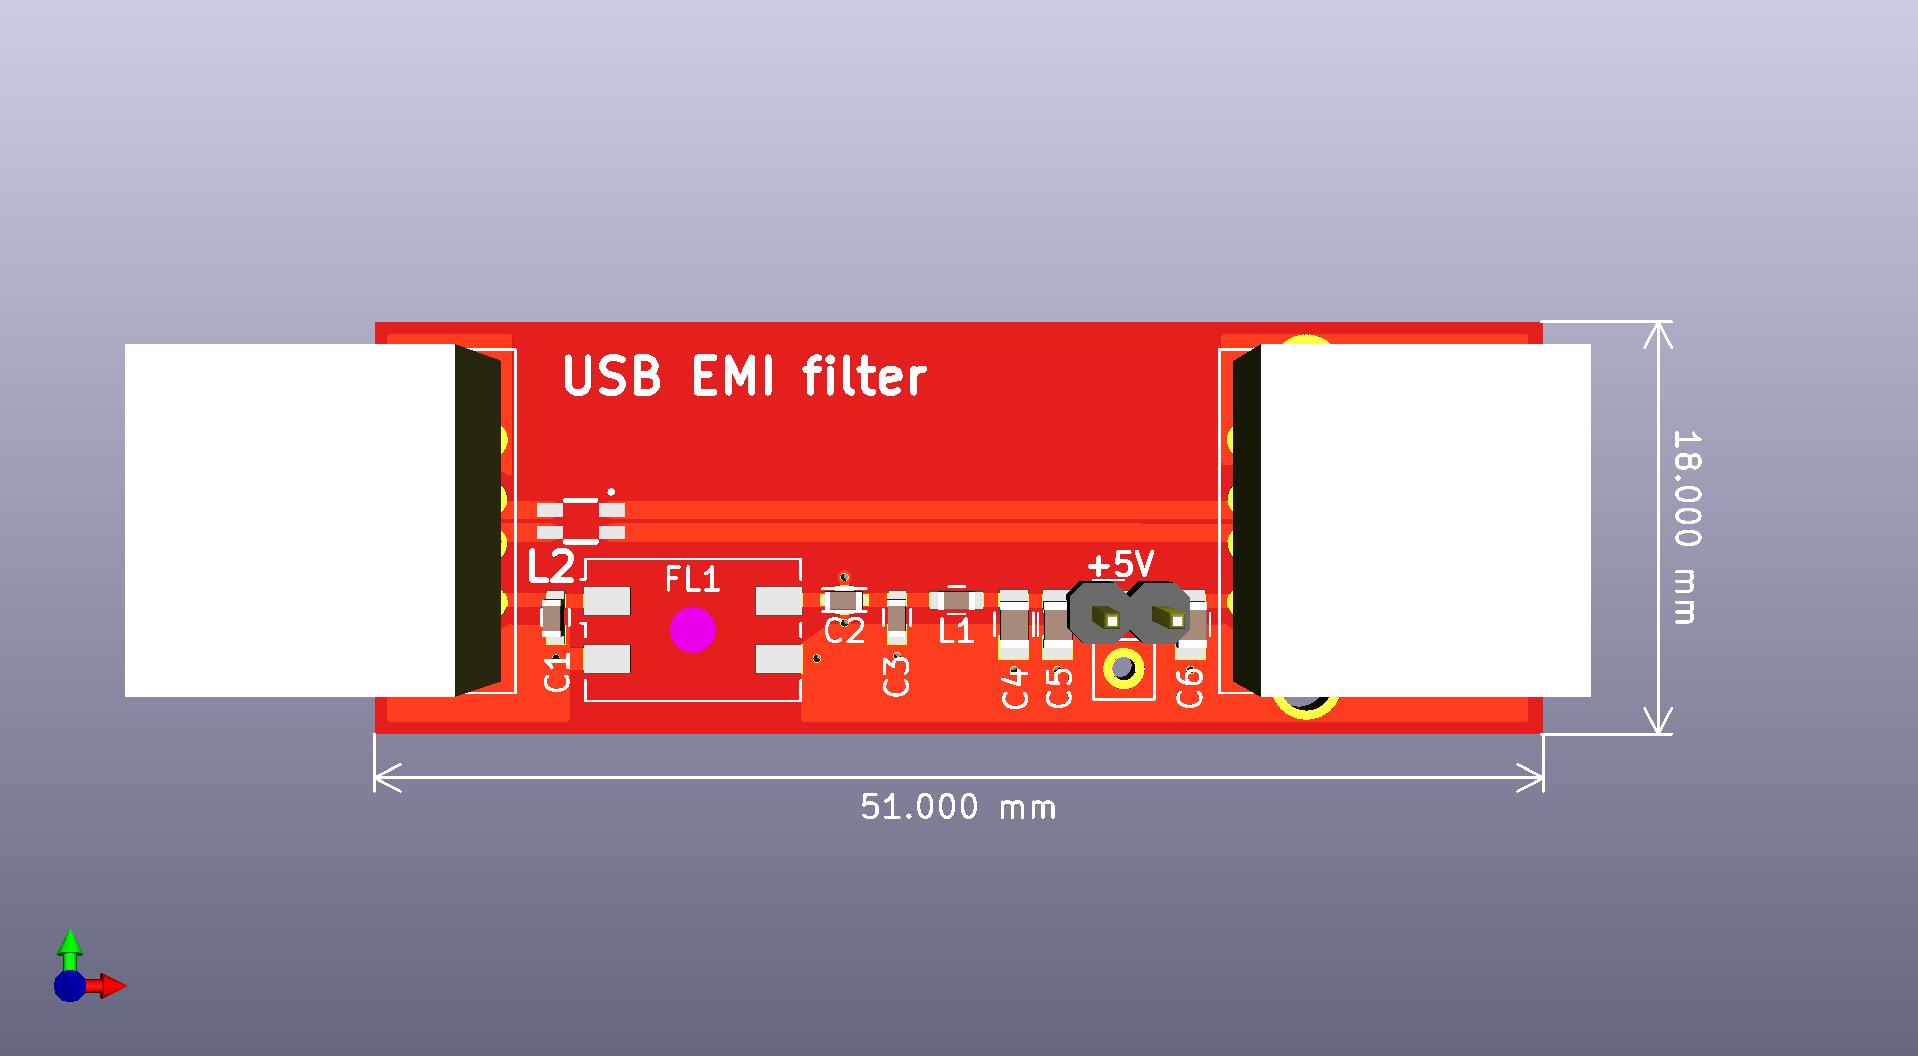 USB EMI filter
L2
FL1
+5V
C1
C2
C3
L1
C4
C5
C6
18.000 mm
51.000 mm